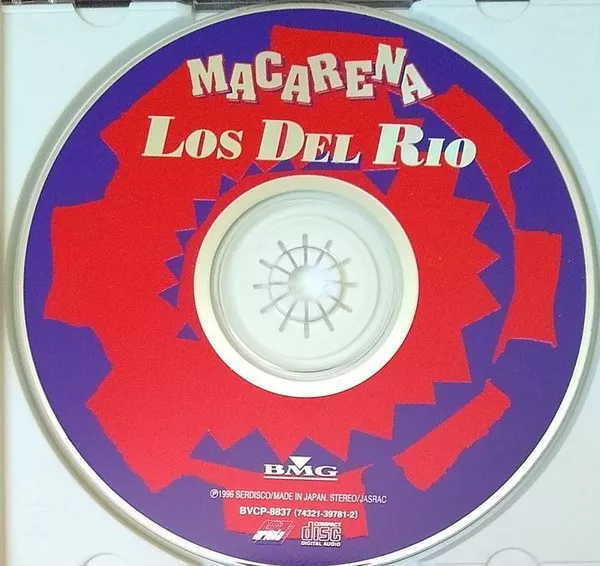 MACARENA
LOS DEL RIO
BMG
℗1996 SERDISCO/MADE IN JAPAN. STEREO/JASRAC
BVCP-8837 (74321-39781-2)
COMPACT
disc
DIGITAL AUDIO